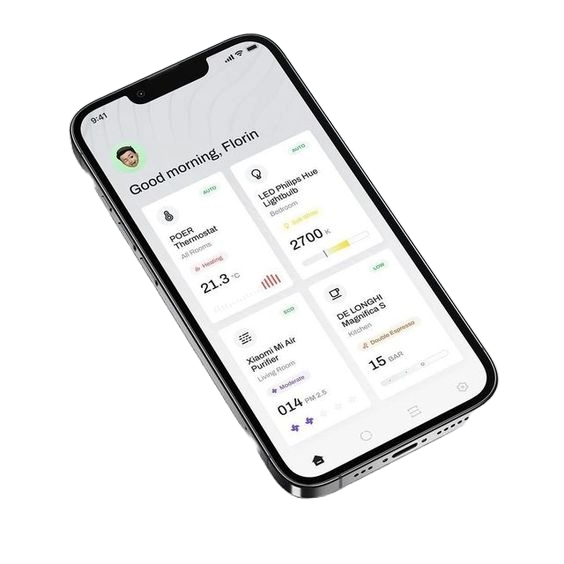 9:41
Good morning, Florin
AUTO
POER
Thermostat
All Rooms
Heating
21.3 °C
AUTO
LED Philips Hue
Lightbulb
Bedroom
Soft White
2700 K
ECO
Xiaomi Mi Air
Purifier
Living Room
Moderate
014 PM 2.5
LOW
DE LONGHI
Magnifica S
Kitchen
Double Espresso
15 BAR